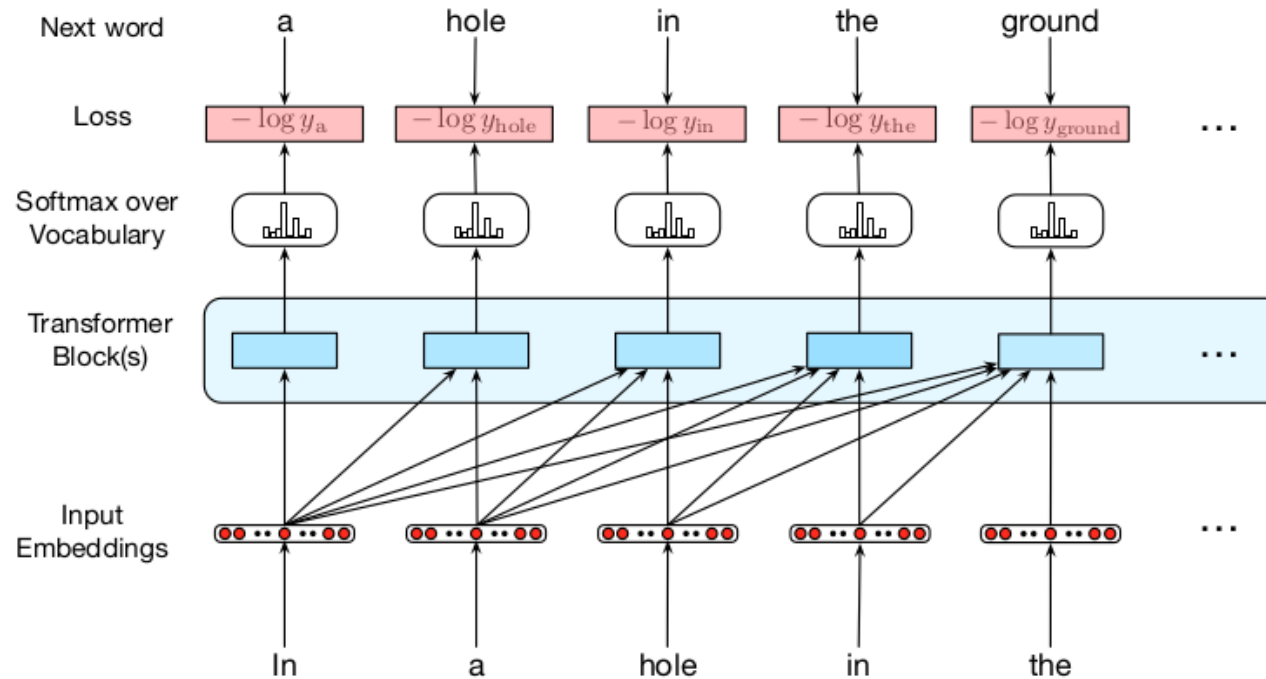 Next word a hole in the ground
Loss − log y_a − log y_hole − log y_in − log y_the − log y_ground ...
Softmax over
Vocabulary
Transformer
Block(s) ...
Input
Embeddings ...
In a hole in the